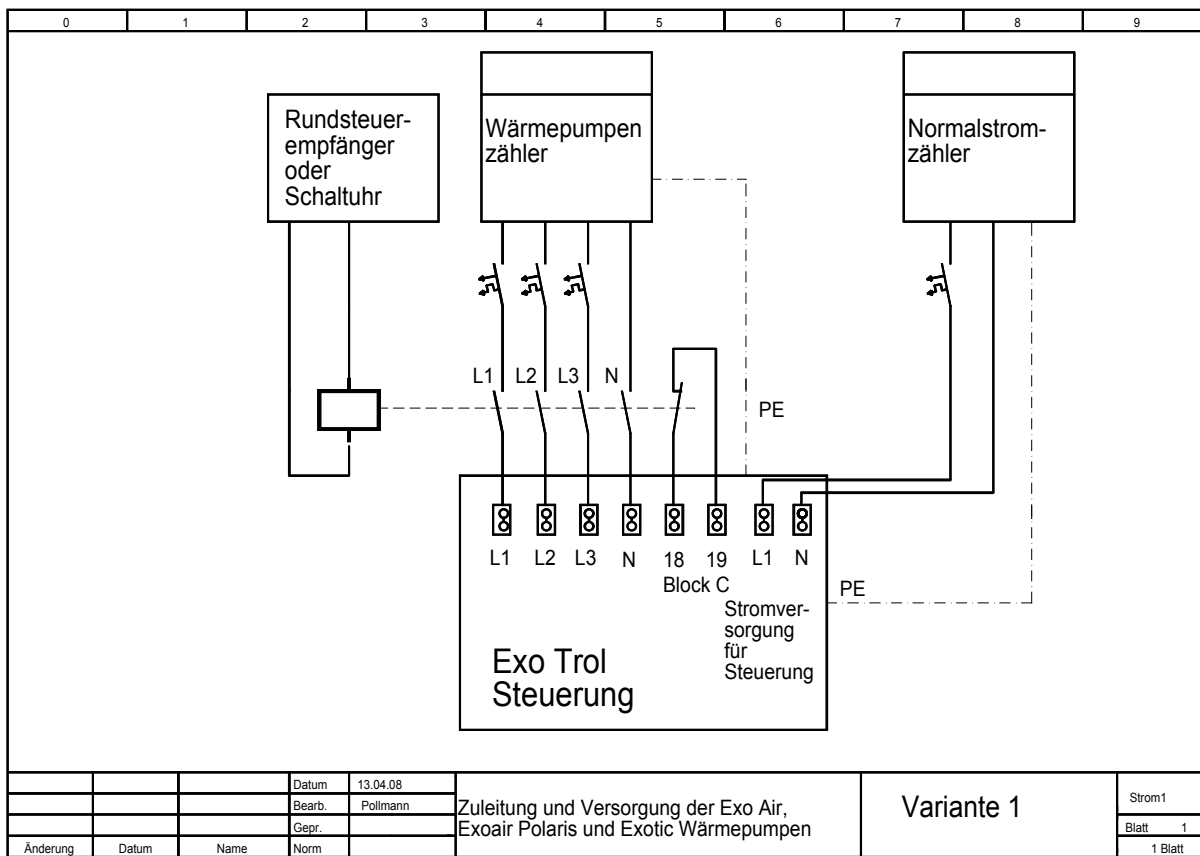 0 1 2 3 4 5 6 7 8 9
Rundsteuer-
empfänger
oder
Schaltuhr
Wärmepumpen
zähler
Normalstrom-
zähler
L1 L2 L3 N
PE
L1 L2 L3 N 18 19 L1 N
Block C
PE
Stromver-
sorgung
für
Steuerung
Exo Trol
Steuerung
Datum 13.04.08
Bearb. Pollmann
Gepr.
Änderung Datum Name Norm
Zuleitung und Versorgung der Exo Air,
Exoair Polaris und Exotic Wärmepumpen
Variante 1
Strom1
Blatt 1
1 Blatt